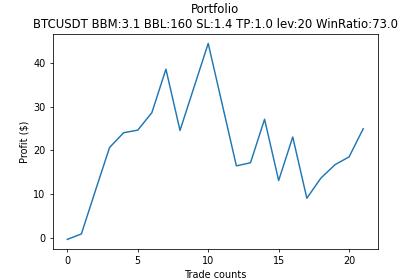 Portfolio
BTCUSDT BBM:3.1 BBL:160 SL:1.4 TP:1.0 lev:20 WinRatio:73.0
40
30
20
10
0
Profit ($)
0 5 10 15 20
Trade counts